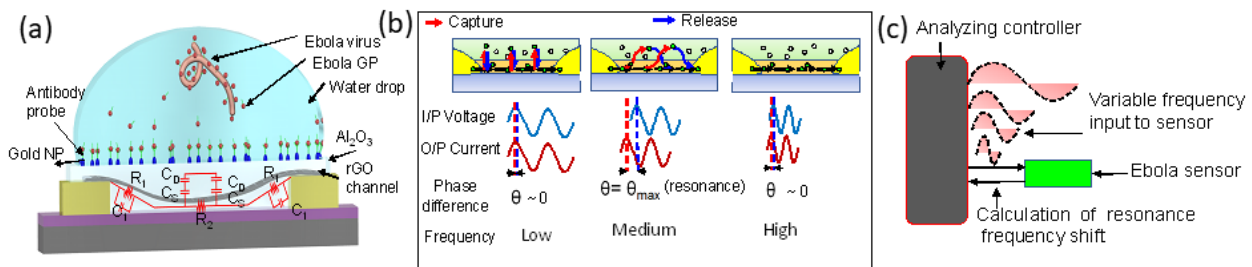 (a)
Ebola virus
Ebola GP
Water drop
Antibody
probe
Gold NP
Al2O3
rGO
channel
R1
CD
CD
R1
CS
CS
C1
R2
C1
(b)
Capture
Release
I/P Voltage
O/P Current
Phase
difference
θ ~ 0
θ= θmax (resonance)
θ ~ 0
Frequency
Low
Medium
High
(c)
Analyzing controller
Variable frequency
input to sensor
Ebola sensor
Calculation of resonance
frequency shift